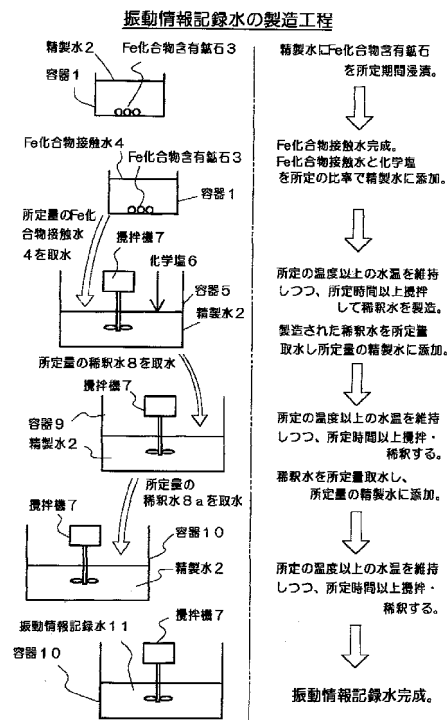 振動情報記録水の製造工程
精製水2
Fe化合物含有鉱石3
容器1
Fe化合物接触水4
Fe化合物含有鉱石3
容器1
所定量のFe化
合物接触水
4を取水
攪拌機7
化学塩6
容器5
精製水2
所定量の稀釈水8を取水
攪拌機7
容器9
精製水2
所定量の
稀釈水8aを取水
攪拌機7
容器10
精製水2
攪拌機7
振動情報記録水11
容器10
精製水にFe化合物含有鉱石
を所定期間浸漬。
Fe化合物接触水完成。
Fe化合物接触水と化学塩
を所定の比率で精製水に添加。
所定の温度以上の水温を維持
しつつ、所定時間以上攪拌
して稀釈水を製造。
製造された稀釈水を所定量
取水し所定量の精製水に添加。
所定の温度以上の水温を維持
しつつ、所定時間以上攪拌・
稀釈する。
稀釈水を所定量取水し、
所定量の精製水に添加。
所定の温度以上の水温を維持
しつつ、所定時間以上攪拌・
稀釈する。
振動情報記録水完成。